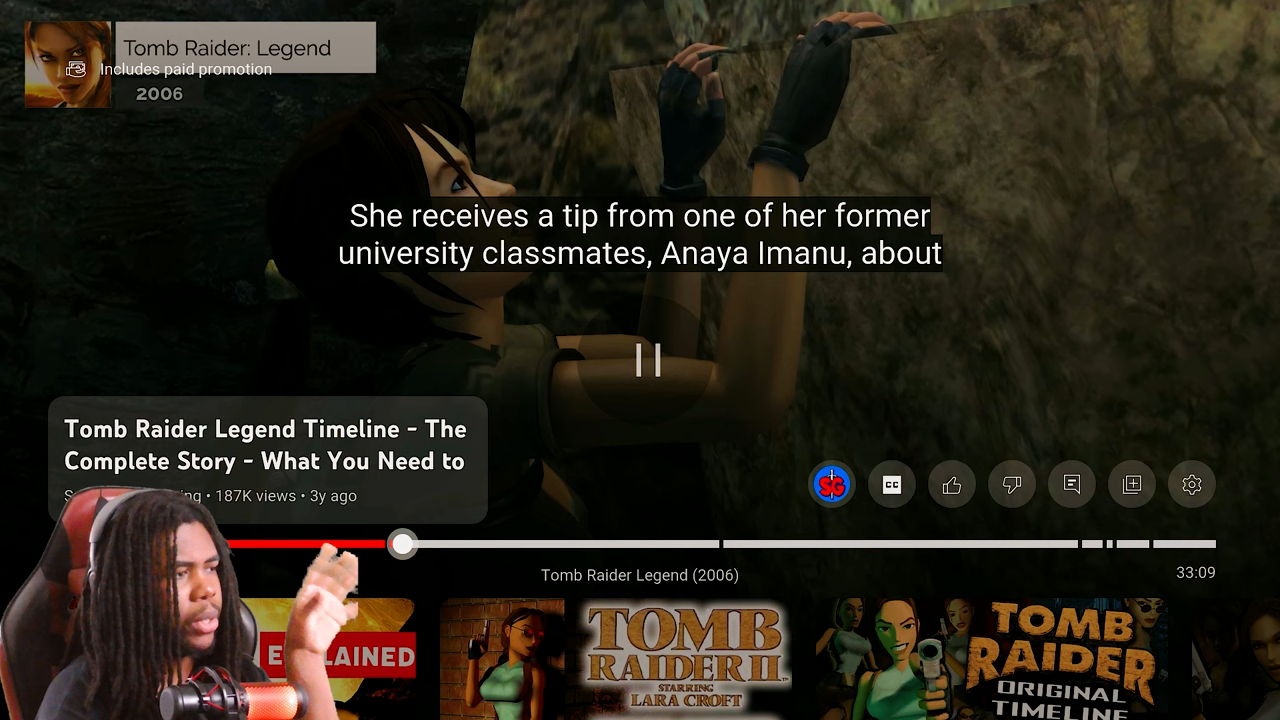 Tomb Raider: Legend
Includes paid promotion
2006
She receives a tip from one of her former
university classmates, Anaya Imanu, about
Tomb Raider Legend Timeline - The
Complete Story - What You Need to
• 187K views • 3y ago
SG
CC
Tomb Raider Legend (2006)
33:09
TOMB
RAIDER II
STARRING
LARA CROFT
TOMB
RAIDER
ORIGINAL
TIMELINE